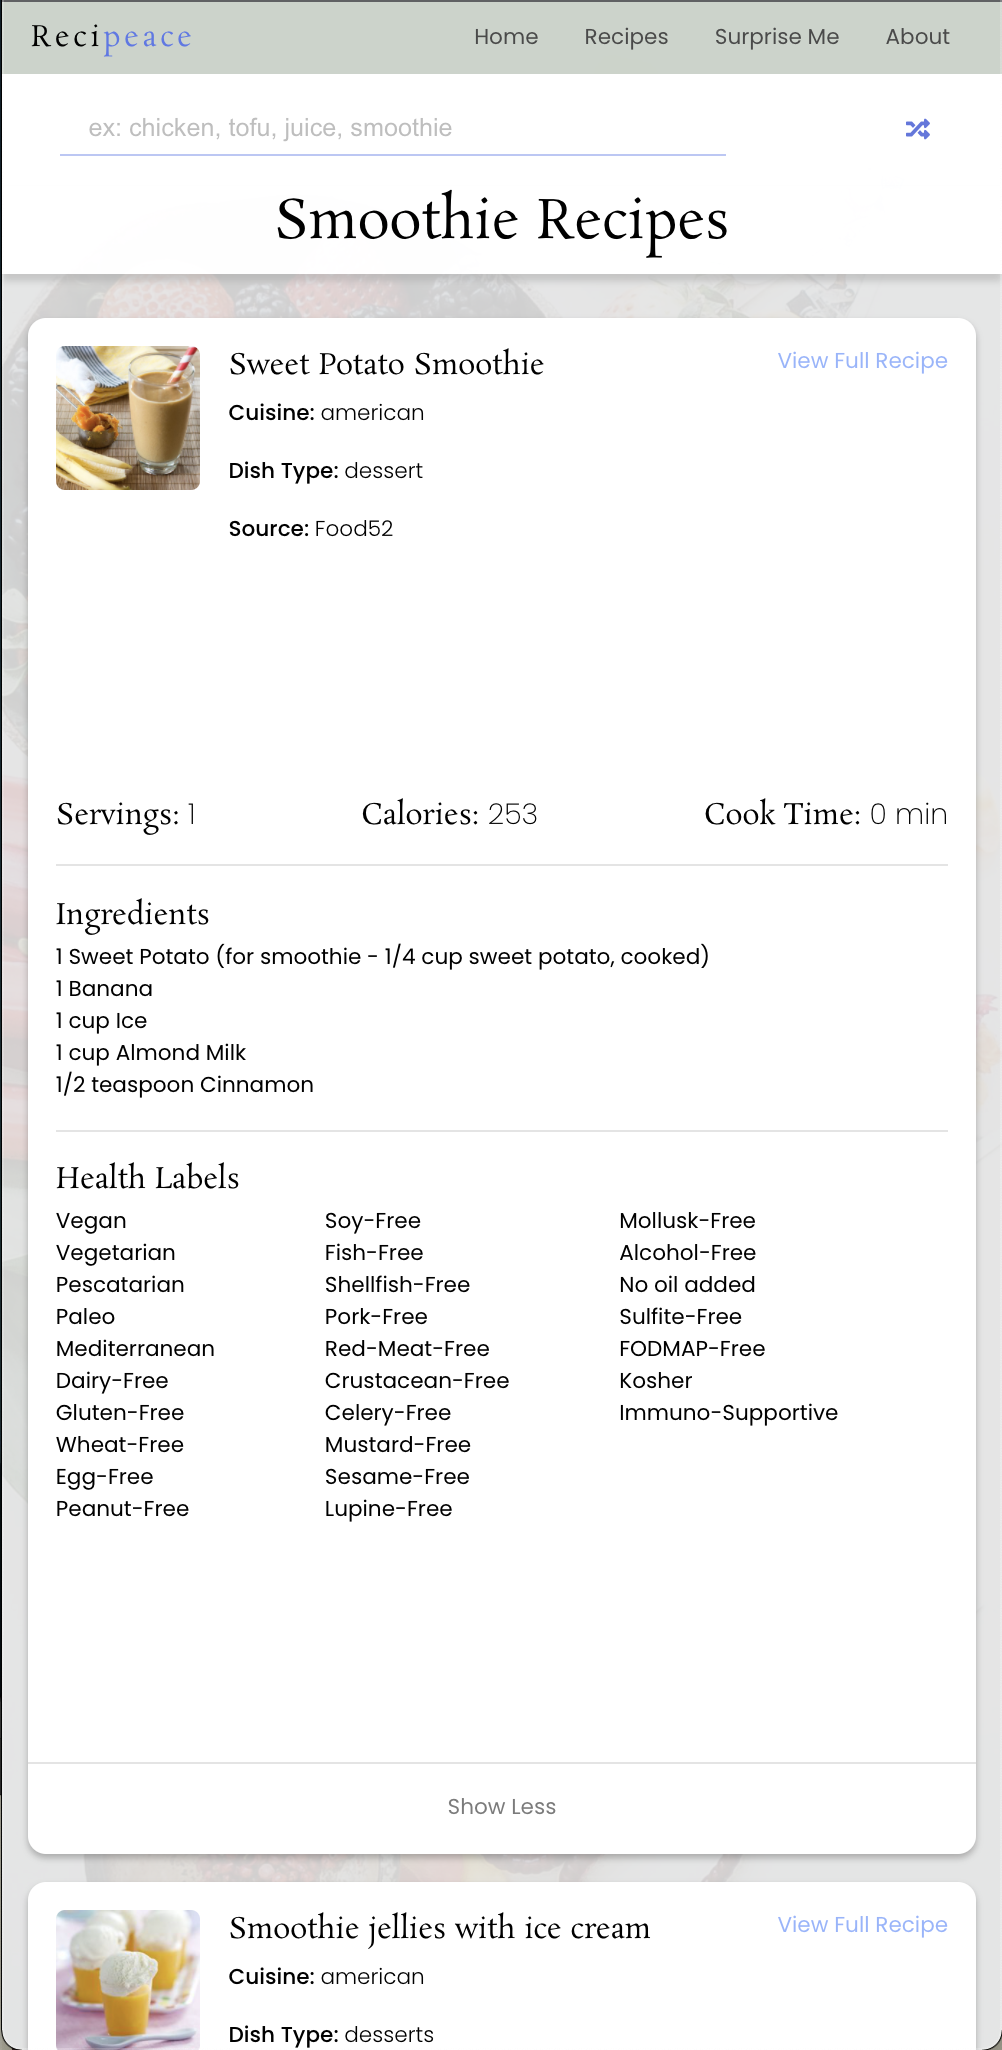 Recipeace
Home Recipes Surprise Me About
ex: chicken, tofu, juice, smoothie
Smoothie Recipes
Sweet Potato Smoothie
View Full Recipe
Cuisine: american
Dish Type: dessert
Source: Food52
Servings: 1 Calories: 253 Cook Time: 0 min
Ingredients
1 Sweet Potato (for smoothie - 1/4 cup sweet potato, cooked)
1 Banana
1 cup Ice
1 cup Almond Milk
1/2 teaspoon Cinnamon
Health Labels
Vegan
Vegetarian
Pescatarian
Paleo
Mediterranean
Dairy-Free
Gluten-Free
Wheat-Free
Egg-Free
Peanut-Free
Soy-Free
Fish-Free
Shellfish-Free
Pork-Free
Red-Meat-Free
Crustacean-Free
Celery-Free
Mustard-Free
Sesame-Free
Lupine-Free
Mollusk-Free
Alcohol-Free
No oil added
Sulfite-Free
FODMAP-Free
Kosher
Immuno-Supportive
Show Less
Smoothie jellies with ice cream
View Full Recipe
Cuisine: american
Dish Type: desserts